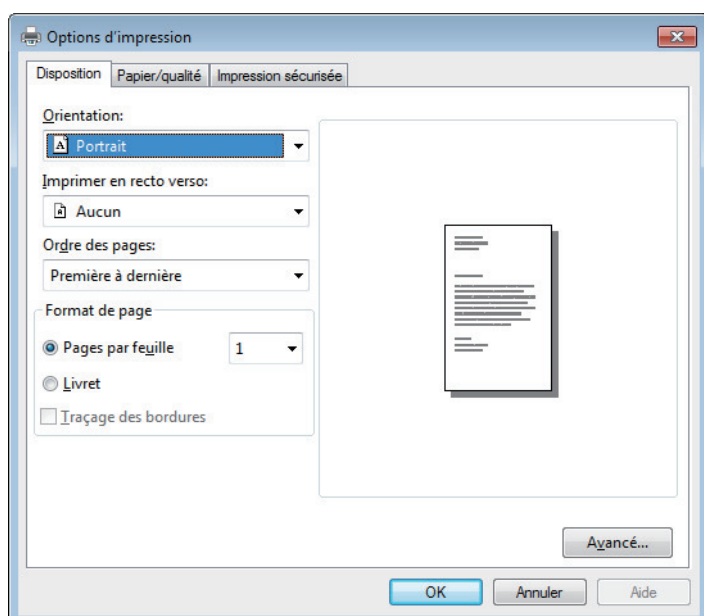 Options d'impression
Disposition Papier/qualité Impression sécurisée
Orientation:
A Portrait
Imprimer en recto verso:
Aucun
Ordre des pages:
Première à dernière
Format de page
Pages par feuille 1
Livret
Traçage des bordures
Avancé...
OK Annuler Aide